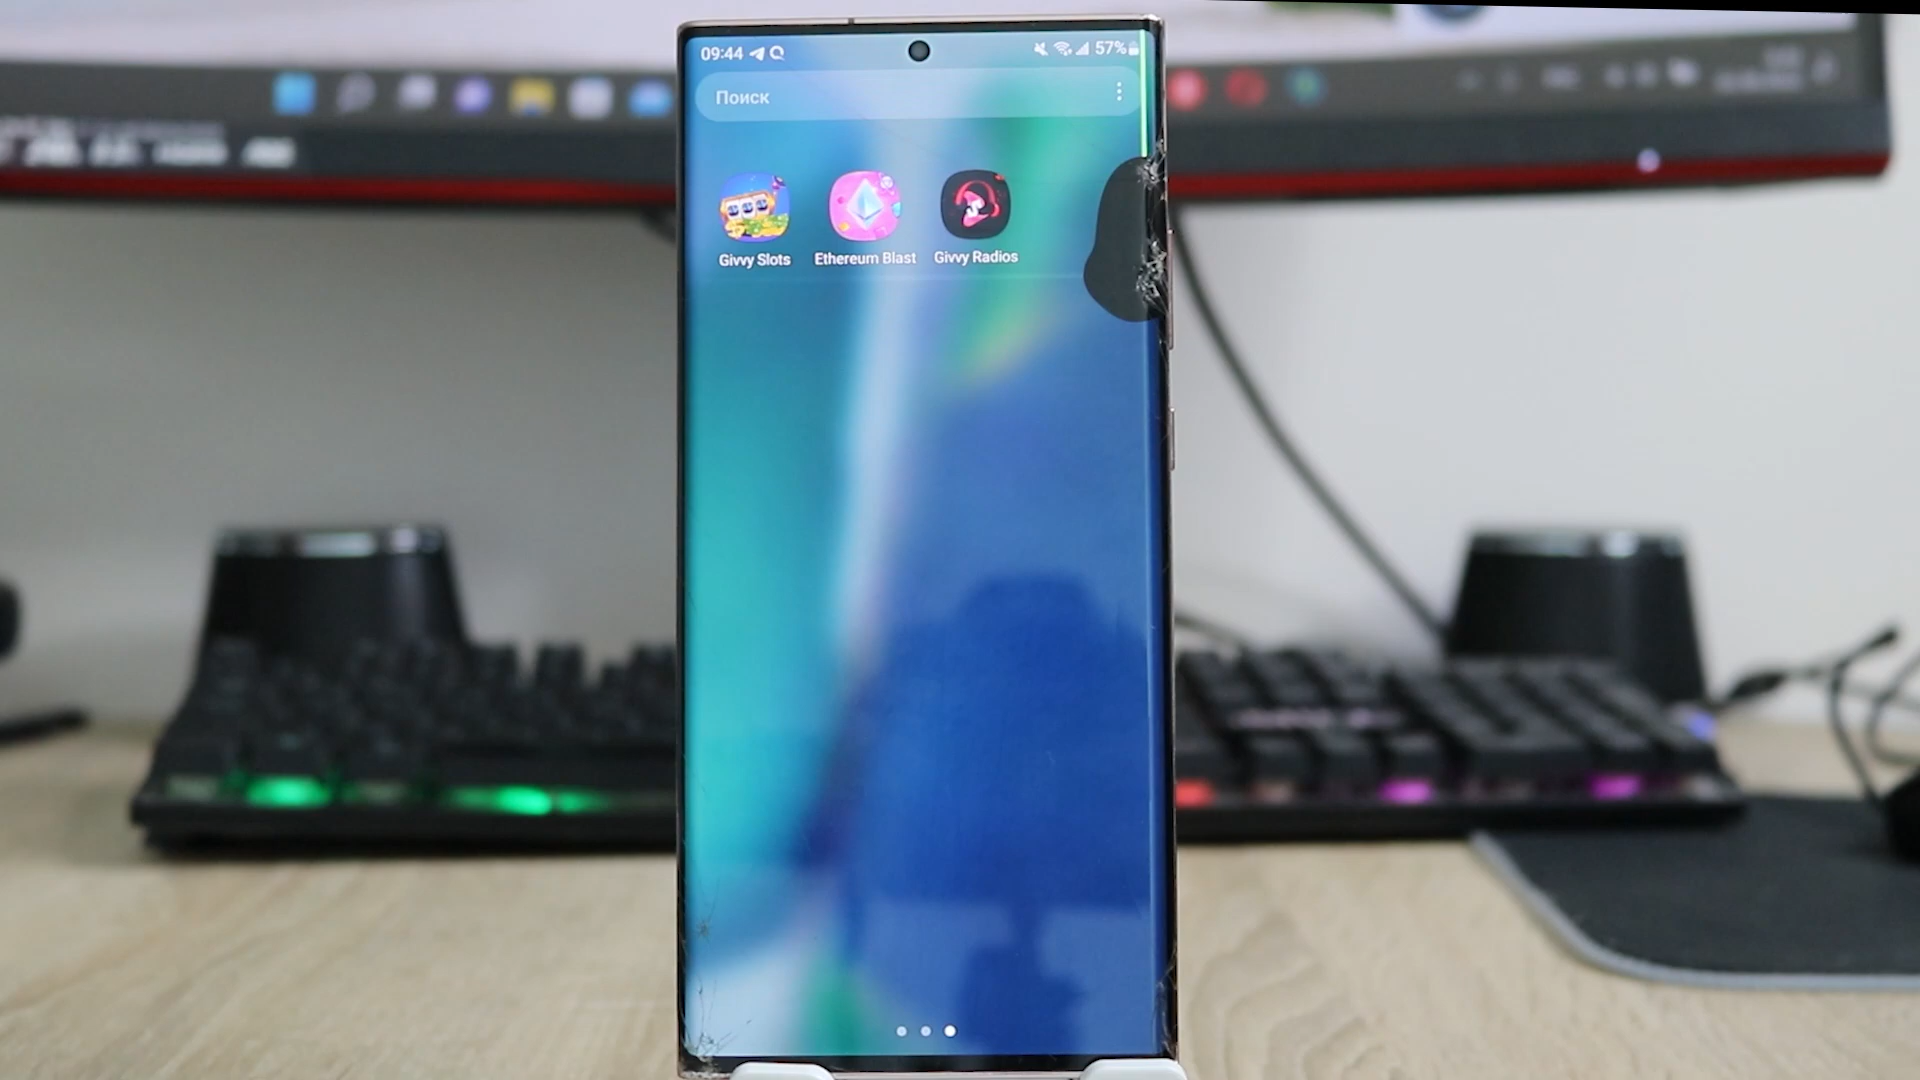 09:44
57%
Поиск
Givvy Slots
Ethereum Blast
Givvy Radios